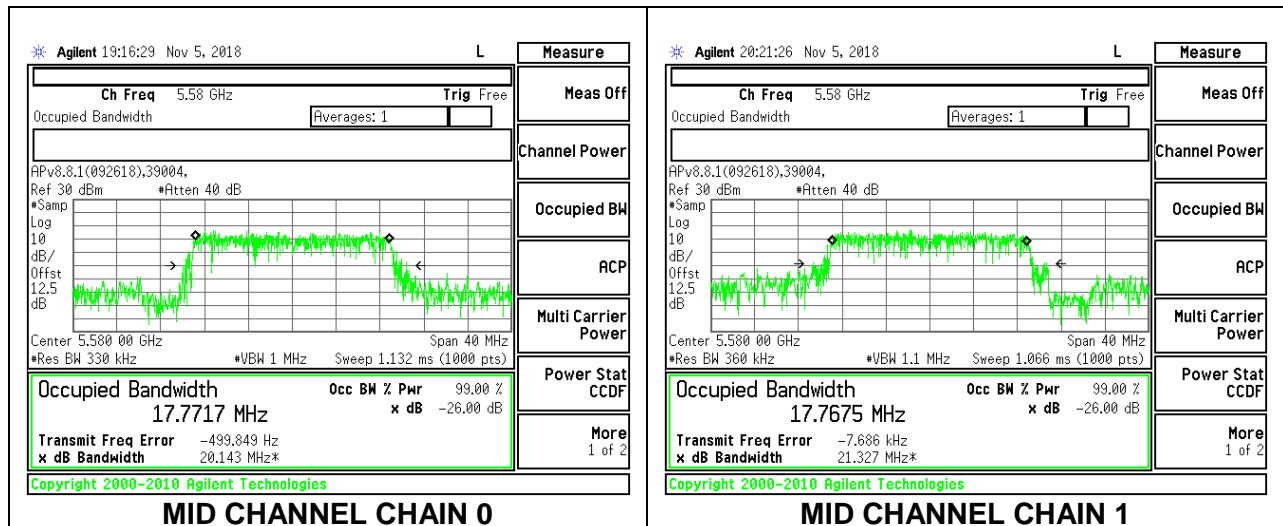 Agilent 19:16:29 Nov 5, 2018 L Measure
Ch Freq 5.58 GHz Trig Free
Occupied Bandwidth Averages: 1
APv8.8.1(092618),39004,
Ref 30 dBm #Atten 40 dB
#Samp
Log
10
dB/
Offst
12.5
dB
Center 5.580 00 GHz Span 40 MHz
#Res BW 330 kHz #VBW 1 MHz Sweep 1.132 ms (1000 pts)
Occupied Bandwidth Occ BW % Pwr 99.00 %
17.7717 MHz x dB -26.00 dB
Transmit Freq Error -499.849 Hz
x dB Bandwidth 20.143 MHz*
Copyright 2000-2010 Agilent Technologies
Meas Off
Channel Power
Occupied BW
ACP
Multi Carrier
Power
Power Stat
CCDF
More
1 of 2
MID CHANNEL CHAIN 0
Agilent 20:21:26 Nov 5, 2018 L Measure
Ch Freq 5.58 GHz Trig Free
Occupied Bandwidth Averages: 1
APv8.8.1(092618),39004,
Ref 30 dBm #Atten 40 dB
#Samp
Log
10
dB/
Offst
12.5
dB
Center 5.580 00 GHz Span 40 MHz
#Res BW 360 kHz #VBW 1.1 MHz Sweep 1.066 ms (1000 pts)
Occupied Bandwidth Occ BW % Pwr 99.00 %
17.7675 MHz x dB -26.00 dB
Transmit Freq Error -7.686 kHz
x dB Bandwidth 21.327 MHz*
Copyright 2000-2010 Agilent Technologies
Meas Off
Channel Power
Occupied BW
ACP
Multi Carrier
Power
Power Stat
CCDF
More
1 of 2
MID CHANNEL CHAIN 1